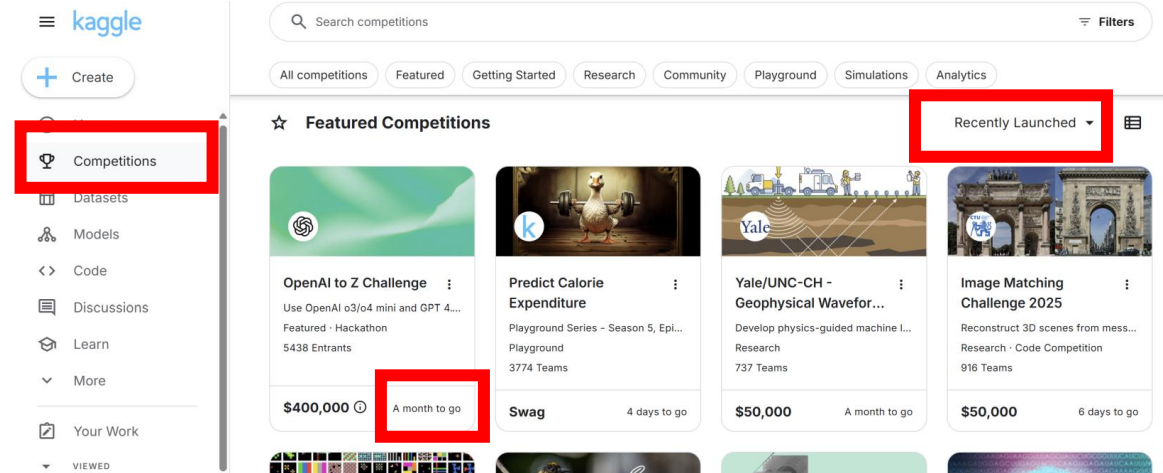 kaggle
Search competitions
Filters
Create
All competitions
Featured
Getting Started
Research
Community
Playground
Simulations
Analytics
Featured Competitions
Recently Launched
Competitions
Datasets
Models
Code
Discussions
Learn
More
Your Work
VIEWED
OpenAI to Z Challenge
Use OpenAI o3/o4 mini and GPT 4....
Featured · Hackathon
5438 Entrants
$400,000
A month to go
k
Predict Calorie
Expenditure
Playground Series - Season 5, Epi...
Playground
3774 Teams
Swag
4 days to go
Yale
Yale/UNC-CH -
Geophysical Wavefor...
Develop physics-guided machine l...
Research
737 Teams
$50,000
A month to go
CTU
Image Matching
Challenge 2025
Reconstruct 3D scenes from mess...
Research · Code Competition
916 Teams
$50,000
6 days to go